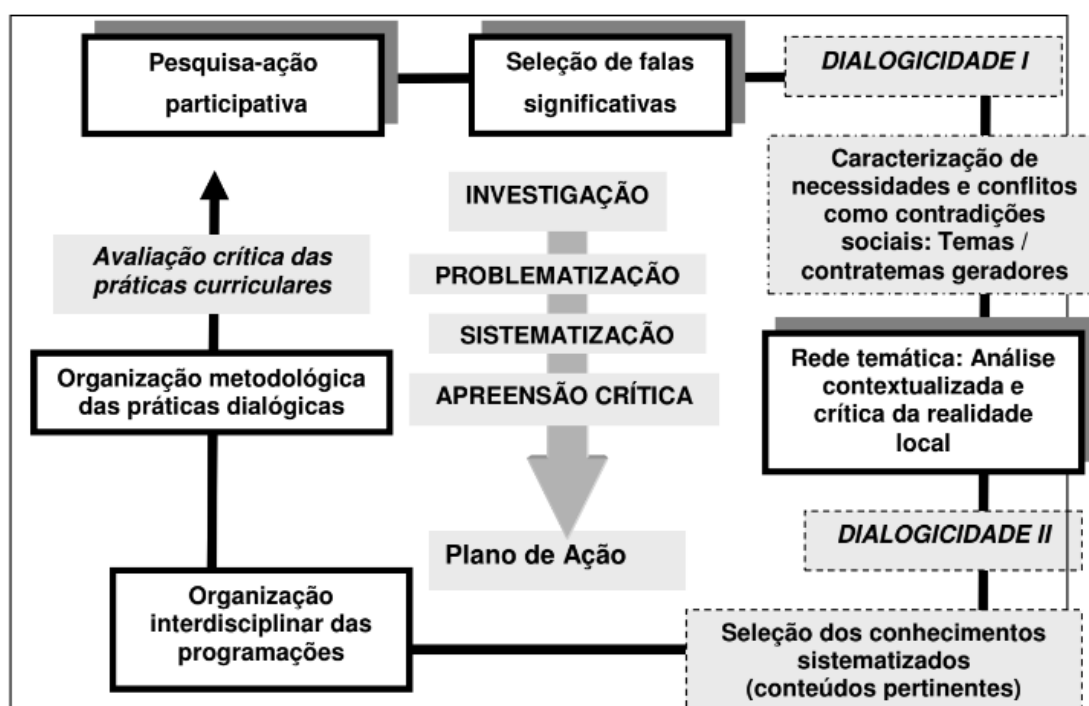 Pesquisa-ação
participativa
Seleção de falas
significativas
DIALOGICIDADE I
Caracterização de
necessidades e conflitos
como contradições
sociais: Temas /
contratemas geradores
INVESTIGAÇÃO
PROBLEMATIZAÇÃO
SISTEMATIZAÇÃO
APREENSÃO CRÍTICA
Plano de Ação
Avaliação crítica das
práticas curriculares
Organização metodológica
das práticas dialógicas
Rede temática: Análise
contextualizada e
crítica da realidade
local
DIALOGICIDADE II
Organização
interdisciplinar das
programações
Seleção dos conhecimentos
sistematizados
(conteúdos pertinentes)